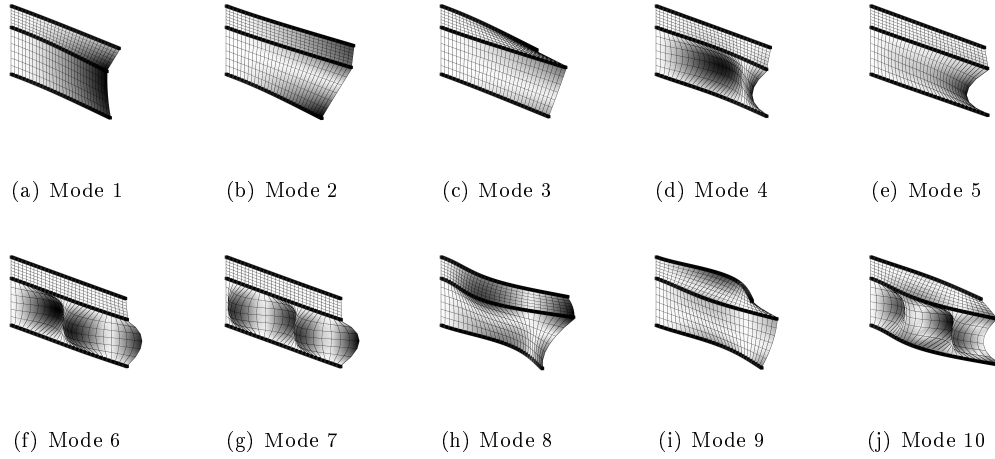 (a) Mode 1 (b) Mode 2 (c) Mode 3 (d) Mode 4 (e) Mode 5
(f) Mode 6 (g) Mode 7 (h) Mode 8 (i) Mode 9 (j) Mode 10